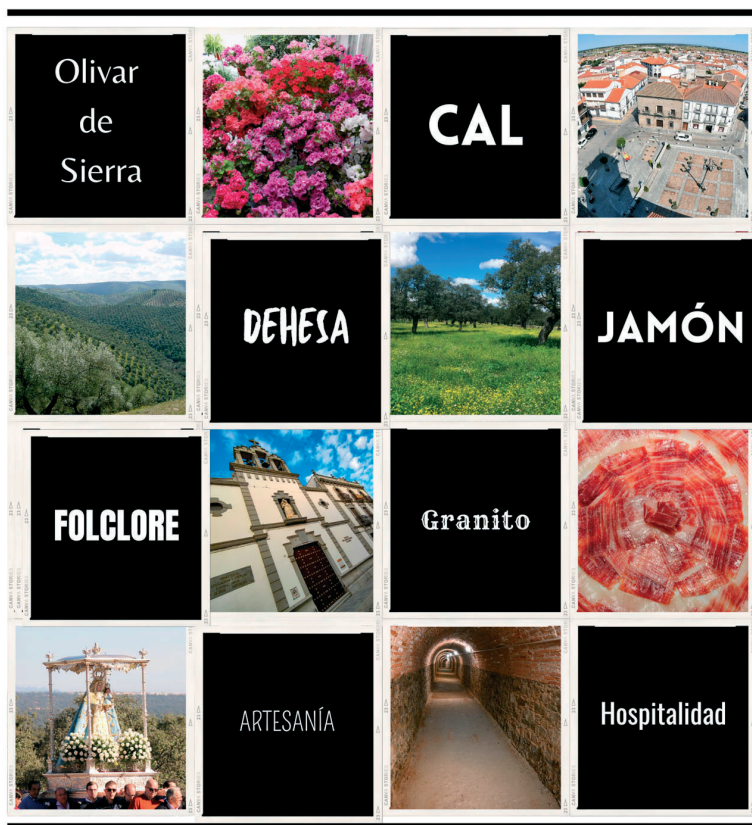 Olivar
de
Sierra
CAL
DEHESA
JAMÓN
FOLCLORE
Granito
ARTESANÍA
Hospitalidad